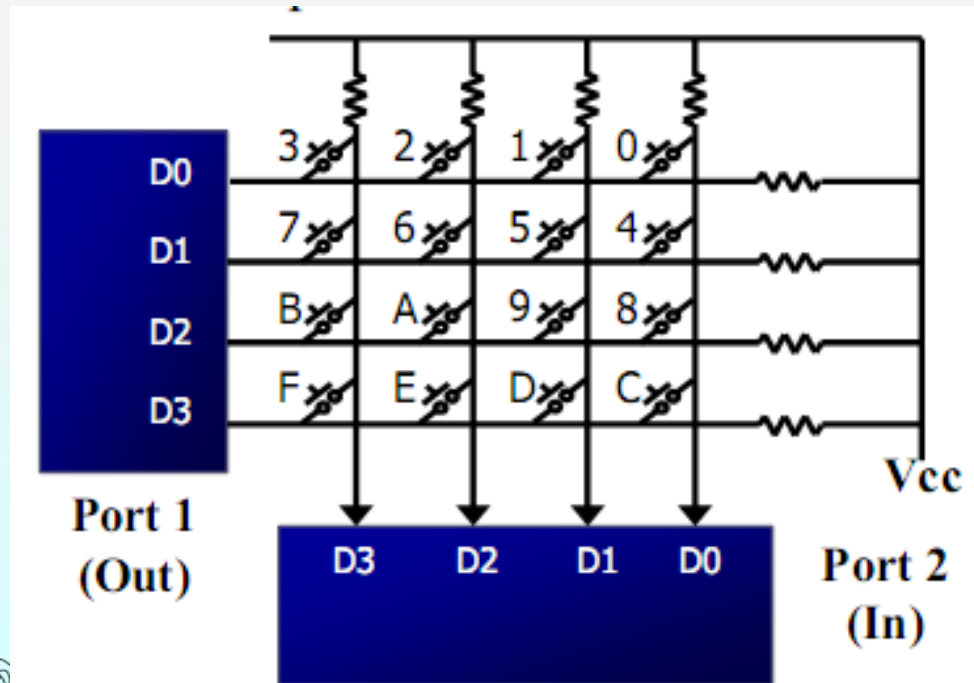 3 2 1 0
D0
7 6 5 4
D1
B A 9 8
D2
F E D C
D3
Vcc
Port 1
(Out)
D3 D2 D1 D0
Port 2
(In)